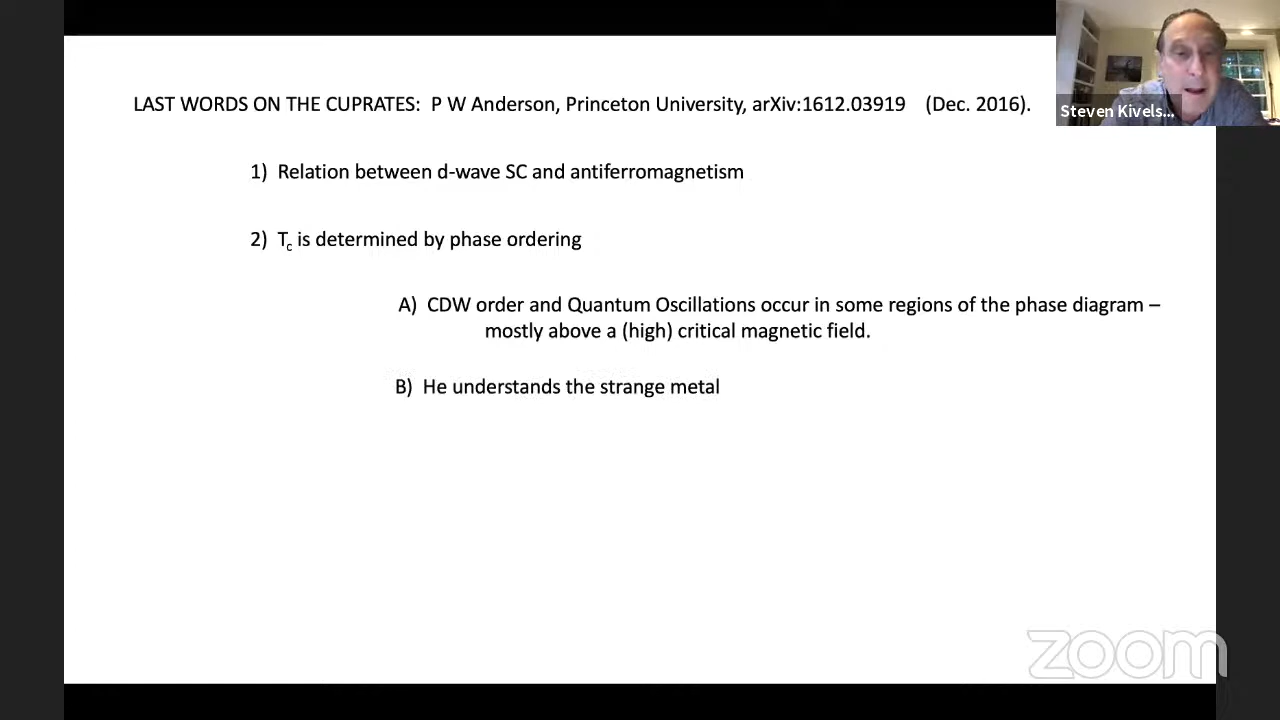 LAST WORDS ON THE CUPRATES: P W Anderson, Princeton University, arXiv:1612.03919 (Dec. 2016).
Steven Kivels...
1) Relation between d-wave SC and antiferromagnetism
2) Tc is determined by phase ordering
A) CDW order and Quantum Oscillations occur in some regions of the phase diagram –
mostly above a (high) critical magnetic field.
B) He understands the strange metal
zoom